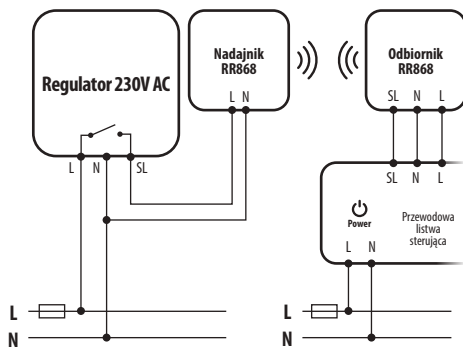 Regulator 230V AC
L N SL
Nadajnik
RR868
L N
Odbiornik
RR868
SL N L
SL N L
Power
Przewodowa
listwa
sterująca
L N
L
N
L
N